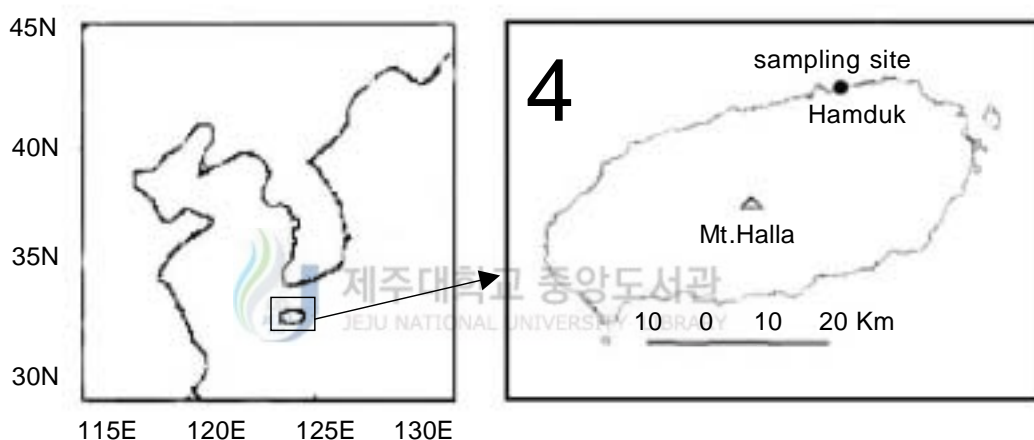 45N
40N
35N
30N
115E 120E 125E 130E
4
sampling site
Hamduk
Mt.Halla
10 0 10 20 Km
제주대학교 중앙도서관
JEJU NATIONAL UNIVERSITY LIBRARY